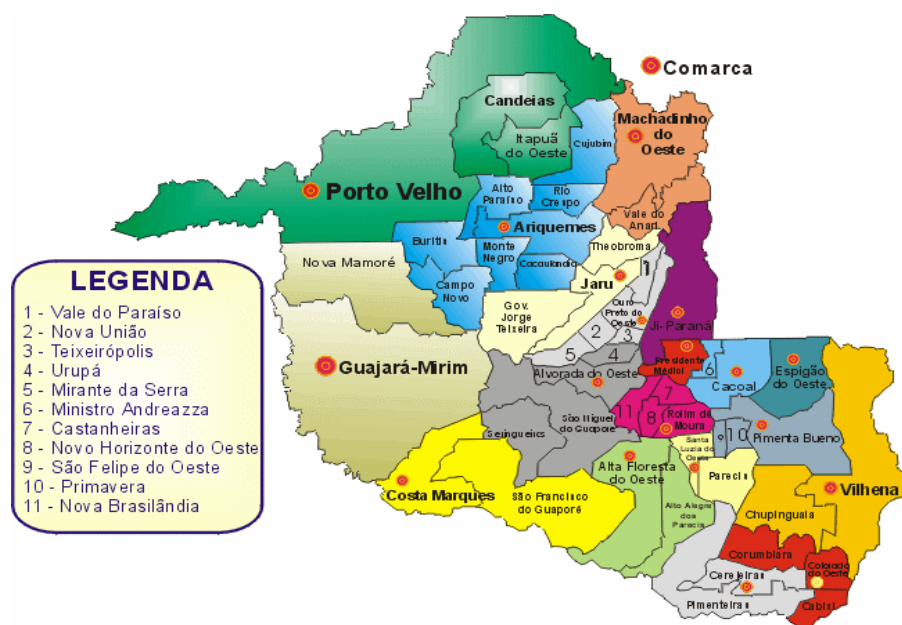 Comarca
Candeias
Itapuã
do Oeste
Cujubim
Machadinho
do
Oeste
Porto Velho
Alto
Paraíso
Rio
Crespo
Vale do
Anari
Ariquemes
Buritis
Monte
Negro
Cacaulandia
Theobroma
Nova Mamoré
Campo
Novo
Jaru
1
Gov.
Jorge
Teixeira
Ouro
Preto do
Oeste
2
3
Ji-Paraná
5
4
Guajará-Mirim
Alvorada do Oeste
Presidente
Médici
6
Cacoal
Espigão
do Oeste
7
11
8
Rolim de
Moura
São Miguel
do Guaporé
Seringueiras
9
10
Pimenta Bueno
Santa
Luzia do
Oeste
Alta Floresta
do Oeste
Parecis
Costa Marques
São Francisco
do Guaporé
Alto Alegre
dos
Parecis
Vilhena
Chupinguaia
Corumbiara
Colorado
do Oeste
Cerejeiras
Pimenteiras
Cabixi
LEGENDA
1 - Vale do Paraíso
2 - Nova União
3 - Teixeirópolis
4 - Urupá
5 - Mirante da Serra
6 - Ministro Andreazza
7 - Castanheiras
8 - Novo Horizonte do Oeste
9 - São Felipe do Oeste
10 - Primavera
11 - Nova Brasilândia